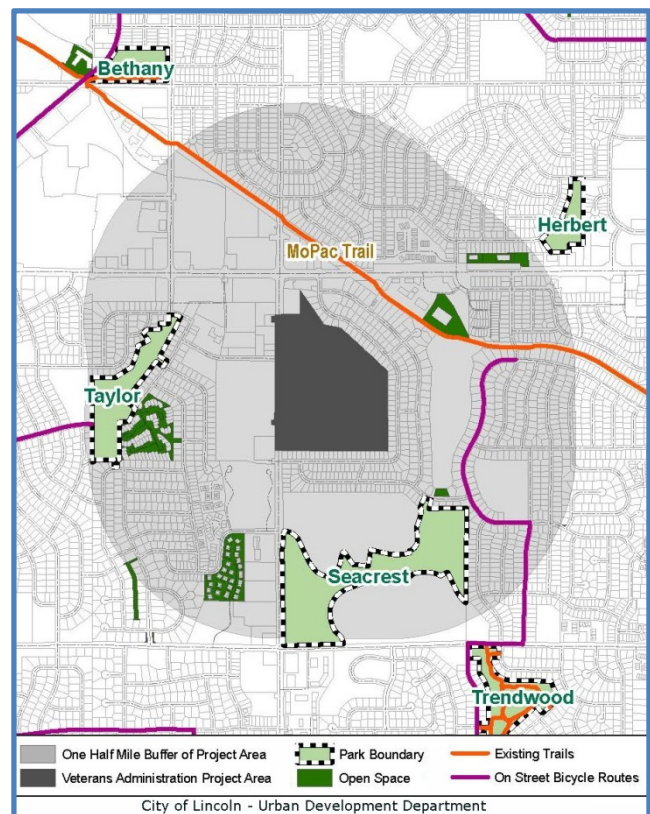 Bethany
Herbert
MoPac Trail
Taylor
Seacrest
Trendwood
One Half Mile Buffer of Project Area
Park Boundary
Existing Trails
Veterans Administration Project Area
Open Space
On Street Bicycle Routes
City of Lincoln - Urban Development Department